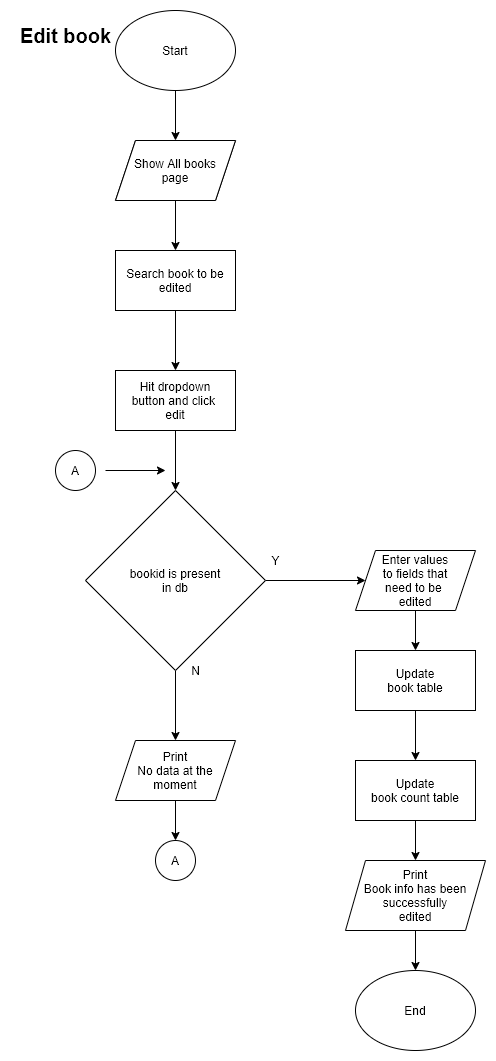 Edit book
Start
Show All books
page
Search book to be
edited
Hit dropdown
button and click
edit
A
bookid is present
in db
Y
Enter values
to fields that
need to be
edited
N
Update
book table
Print
No data at the
moment
Update
book count table
A
Print
Book info has been
successfully
edited
End